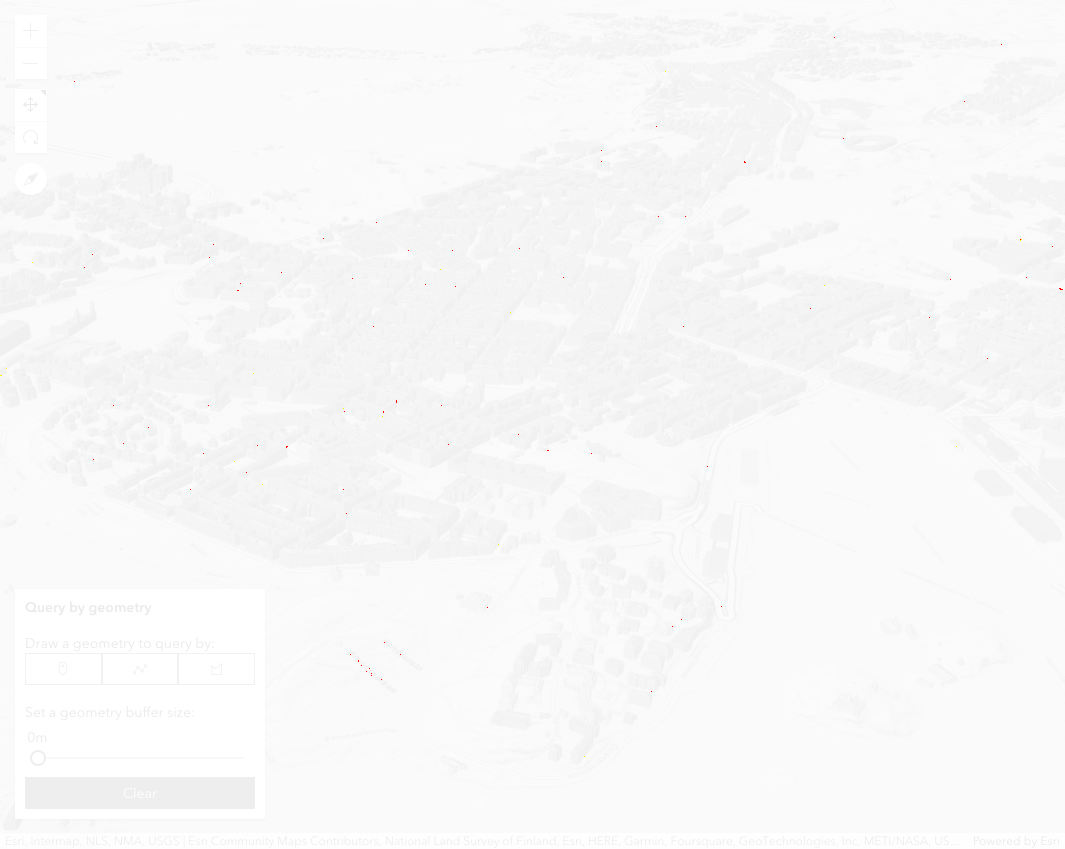 Query by geometry
Draw a geometry to query by:
Set a geometry buffer size:
0m
Clear
Esri, Intermap, NLS, NMA, USGS | Esri Community Maps Contributors, National Land Survey of Finland, Esri, HERE, Garmin, Foursquare, GeoTechnologies, Inc, METI/NASA, US... Powered by Esri